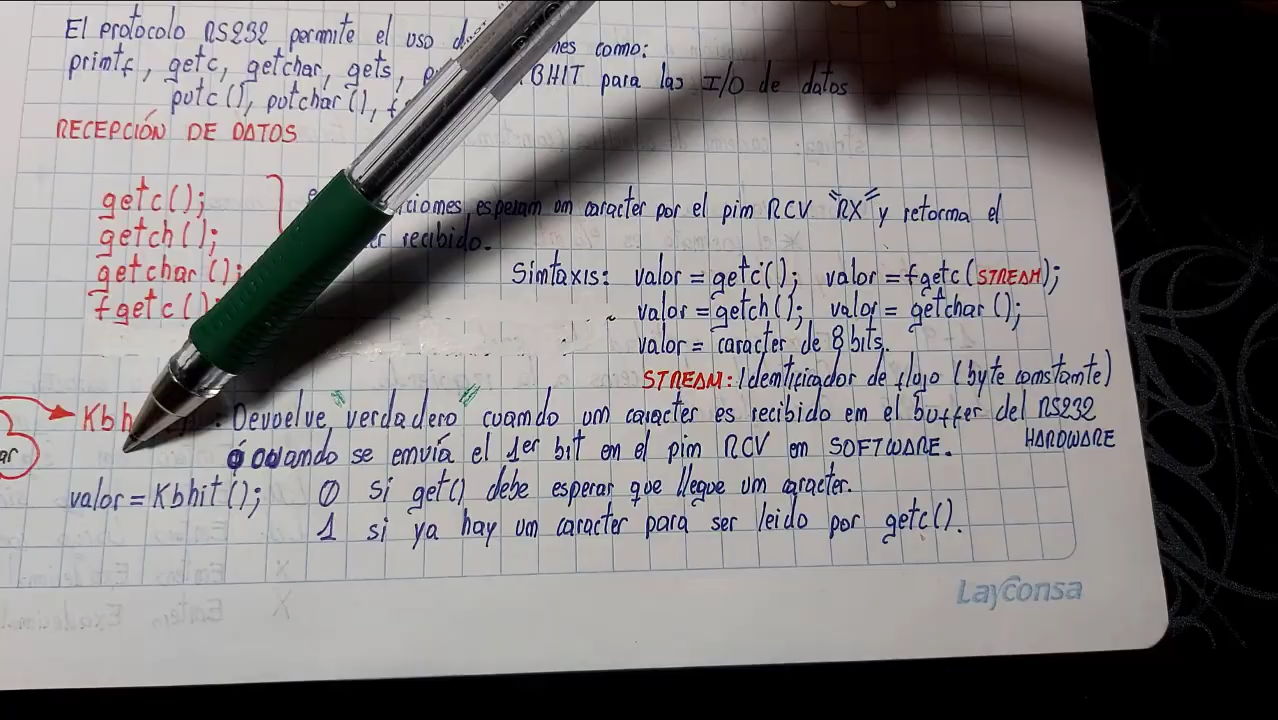 El protocolo RS232 permite el uso como:
printf, getc, getchar, gets, BHIT para las I/O de datos
putc(), putchar(),
RECEPCIÓN DE DATOS
getc();
getch();
getchar();
fgetc();
esperan un caracter por el pin RCV "RX" y retorna el
recibido.
Sintaxis: valor = getc(); valor = fgetc(STREAM);
valor = getch(); valor = getchar();
valor = caracter de 8 bits.
STREAM: Identificador de flujo (byte constante)
Kbh : Devuelve "verdadero" cuando un caracter es recibido en el buffer del RS232
HARDWARE
ó cuando se envía el 1er bit en el pin RCV en SOFTWARE.
valor = Kbhit(); 0 si get() debe esperar que llegue un caracter.
1 si ya hay un caracter para ser leido por getc().
LayConsa